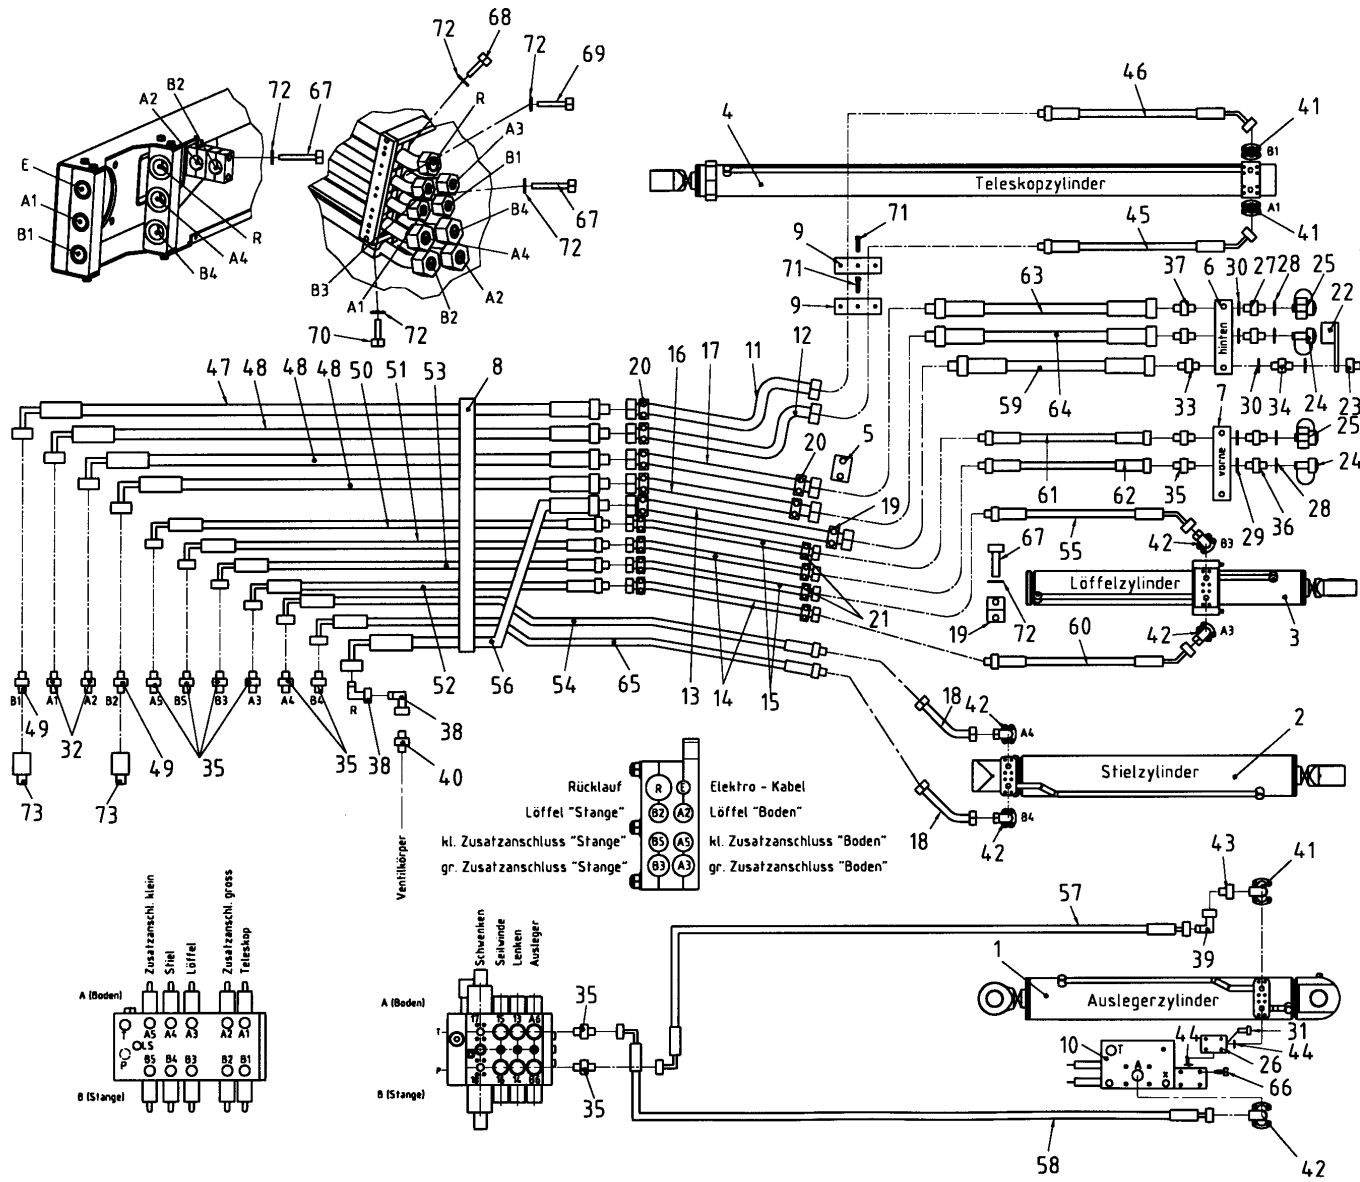 68
72
72
69
B2
A2
72
67
R
A3
B1
E
A1
B1
67
72
B4
A4
R
A4
B4
B3
A1
B2
A2
72
70
46
41
4
B1
Teleskopzylinder
A1
41
45
71
9
71
9
63
37
6
30
27
28
25
22
hinten
59
64
33
30
34
24
23
7
25
vorne
24
61
62
35
29
36
28
47
48
48
50
51
53
8
20
16
17
11
12
20
5
19
21
55
42
B3
67
Löffelzylinder
19
72
3
42
A3
60
52
56
54
65
13
14
15
B1
A1
A2
B2
A5
B5
B3
A3
A4
B4
R
49
32
49
35
35
38
38
40
73
73
48
Ventilkörper
18
42
A4
2
Stielzylinder
18
B4
42
Rücklauf R E Elektro - Kabel
Löffel "Stange" B2 A2 Löffel "Boden"
kl. Zusatzanschluss "Stange" B5 A5 kl. Zusatzanschluss "Boden"
gr. Zusatzanschluss "Stange" B3 A3 gr. Zusatzanschluss "Boden"
Zusatzanschl. klein
Stiel
Löffel
Zusatzanschl. gross
Teleskop
A (Boden)
T
A5 A4 A3 A2 A1
LS
P
B5 B4 B3 B2 B1
B (Stange)
Schwenken
Seilwinde
Lenken
Ausleger
A (Boden)
17 15 13 A6
T
P
18 16 14 B6
B (Stange)
35
35
57
43
41
39
1
Auslegerzylinder
31
44
44
10
T
A
X
26
66
58
42